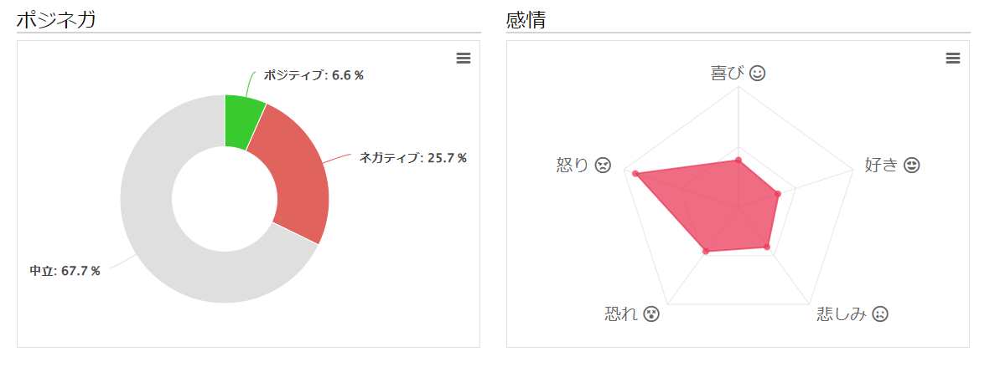 ポジネガ
ポジティブ: 6.6 %
ネガティブ: 25.7 %
中立: 67.7 %
感情
喜び
好き
悲しみ
恐れ
怒り